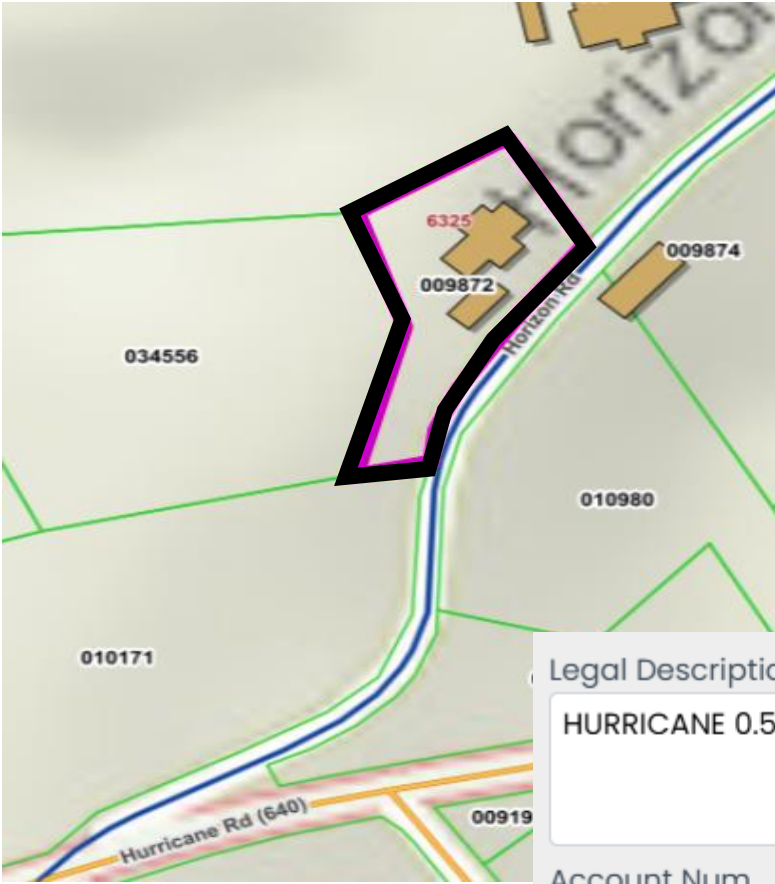 Horizo
6325
009874
009872
Horizon Rd
034556
010980
010171
Legal Descriptio
HURRICANE 0.5
Hurricane Rd (640)
00919
Account Num